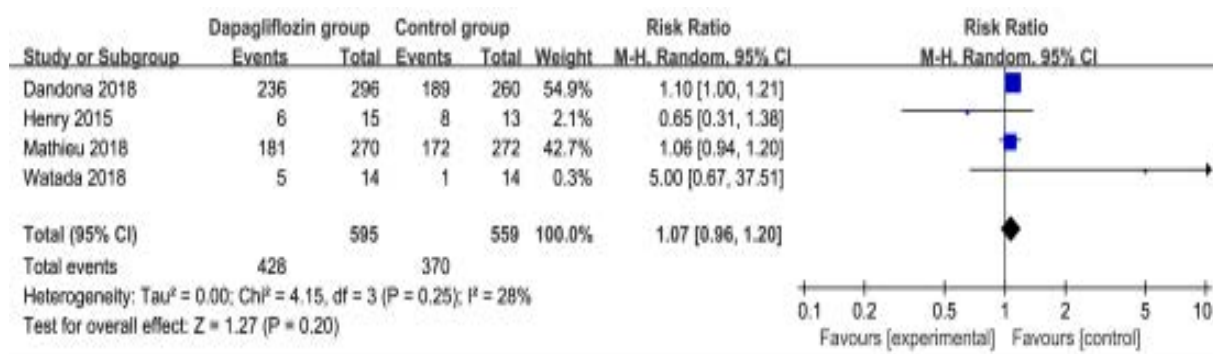 Dapagliflozin group Control group Risk Ratio Risk Ratio
Study or Subgroup Events Total Events Total Weight M-H, Random, 95% CI M-H, Random, 95% CI
Dandona 2018 236 296 189 260 54.9% 1.10 [1.00, 1.21]
Henry 2015 6 15 8 13 2.1% 0.65 [0.31, 1.38]
Mathieu 2018 181 270 172 272 42.7% 1.06 [0.94, 1.20]
Watada 2018 5 14 1 14 0.3% 5.00 [0.67, 37.51]
Total (95% CI) 595 559 100.0% 1.07 [0.96, 1.20]
Total events 428 370
Heterogeneity: Tau² = 0.00; Chi² = 4.15, df = 3 (P = 0.25); I² = 28%
Test for overall effect: Z = 1.27 (P = 0.20)
0.1 0.2 0.5 1 2 5 10
Favours [experimental] Favours [control]